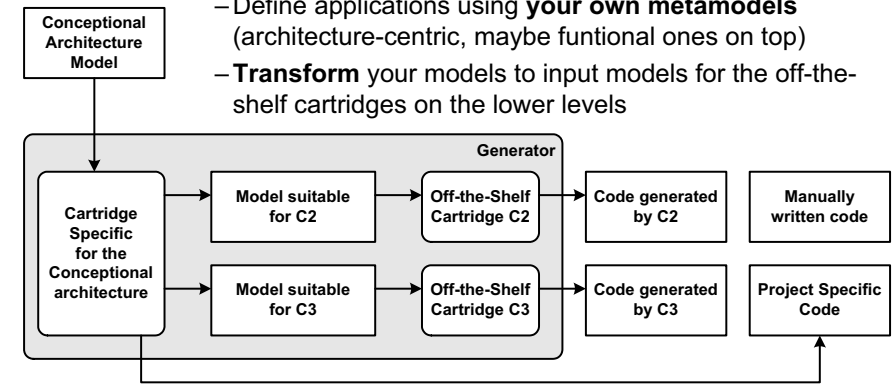 – Define applications using your own metamodels
(architecture-centric, maybe funtional ones on top)
– Transform your models to input models for the off-the-
shelf cartridges on the lower levels
Conceptional
Architecture
Model
Generator
Cartridge
Specific
for the
Conceptional
architecture
Model suitable
for C2
Off-the-Shelf
Cartridge C2
Code generated
by C2
Manually
written code
Model suitable
for C3
Off-the-Shelf
Cartridge C3
Code generated
by C3
Project Specific
Code